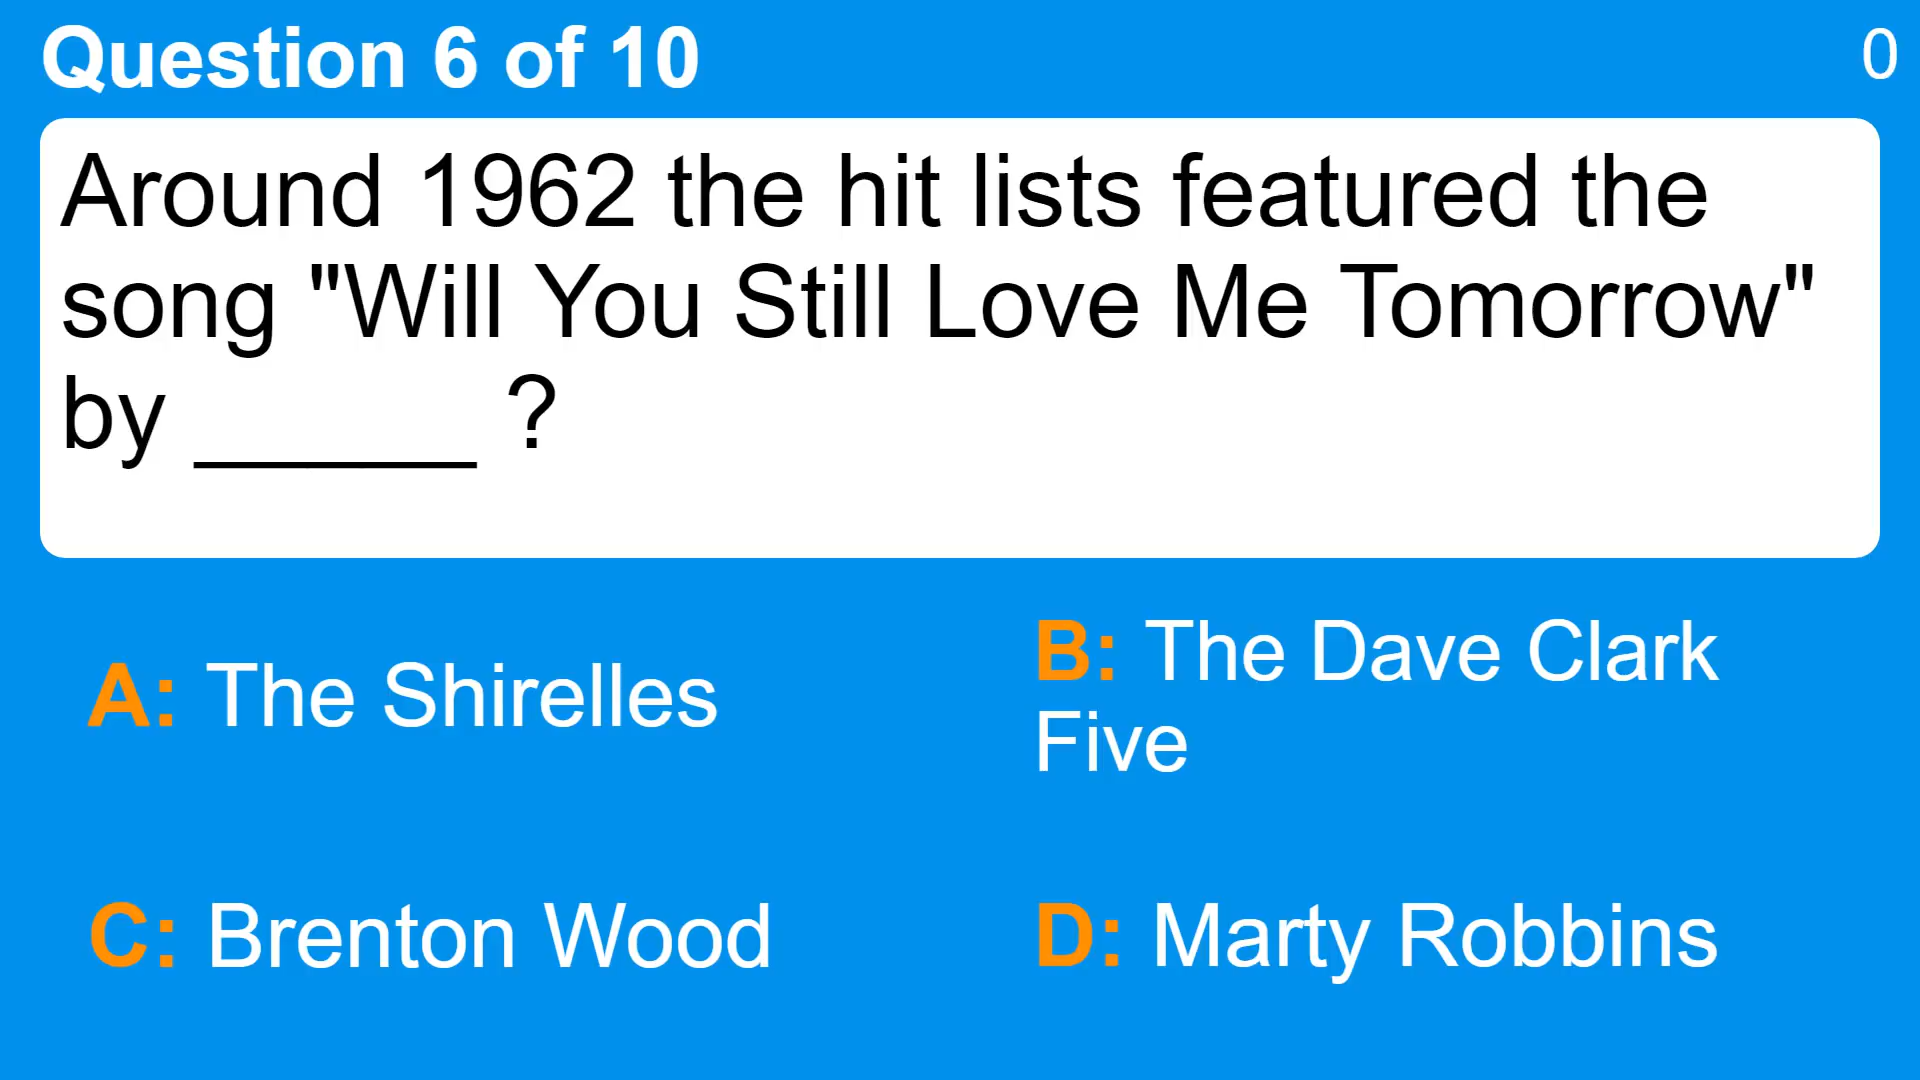 Question 6 of 10
0
Around 1962 the hit lists featured the
song "Will You Still Love Me Tomorrow"
by ______ ?
A: The Shirelles
B: The Dave Clark
Five
C: Brenton Wood
D: Marty Robbins